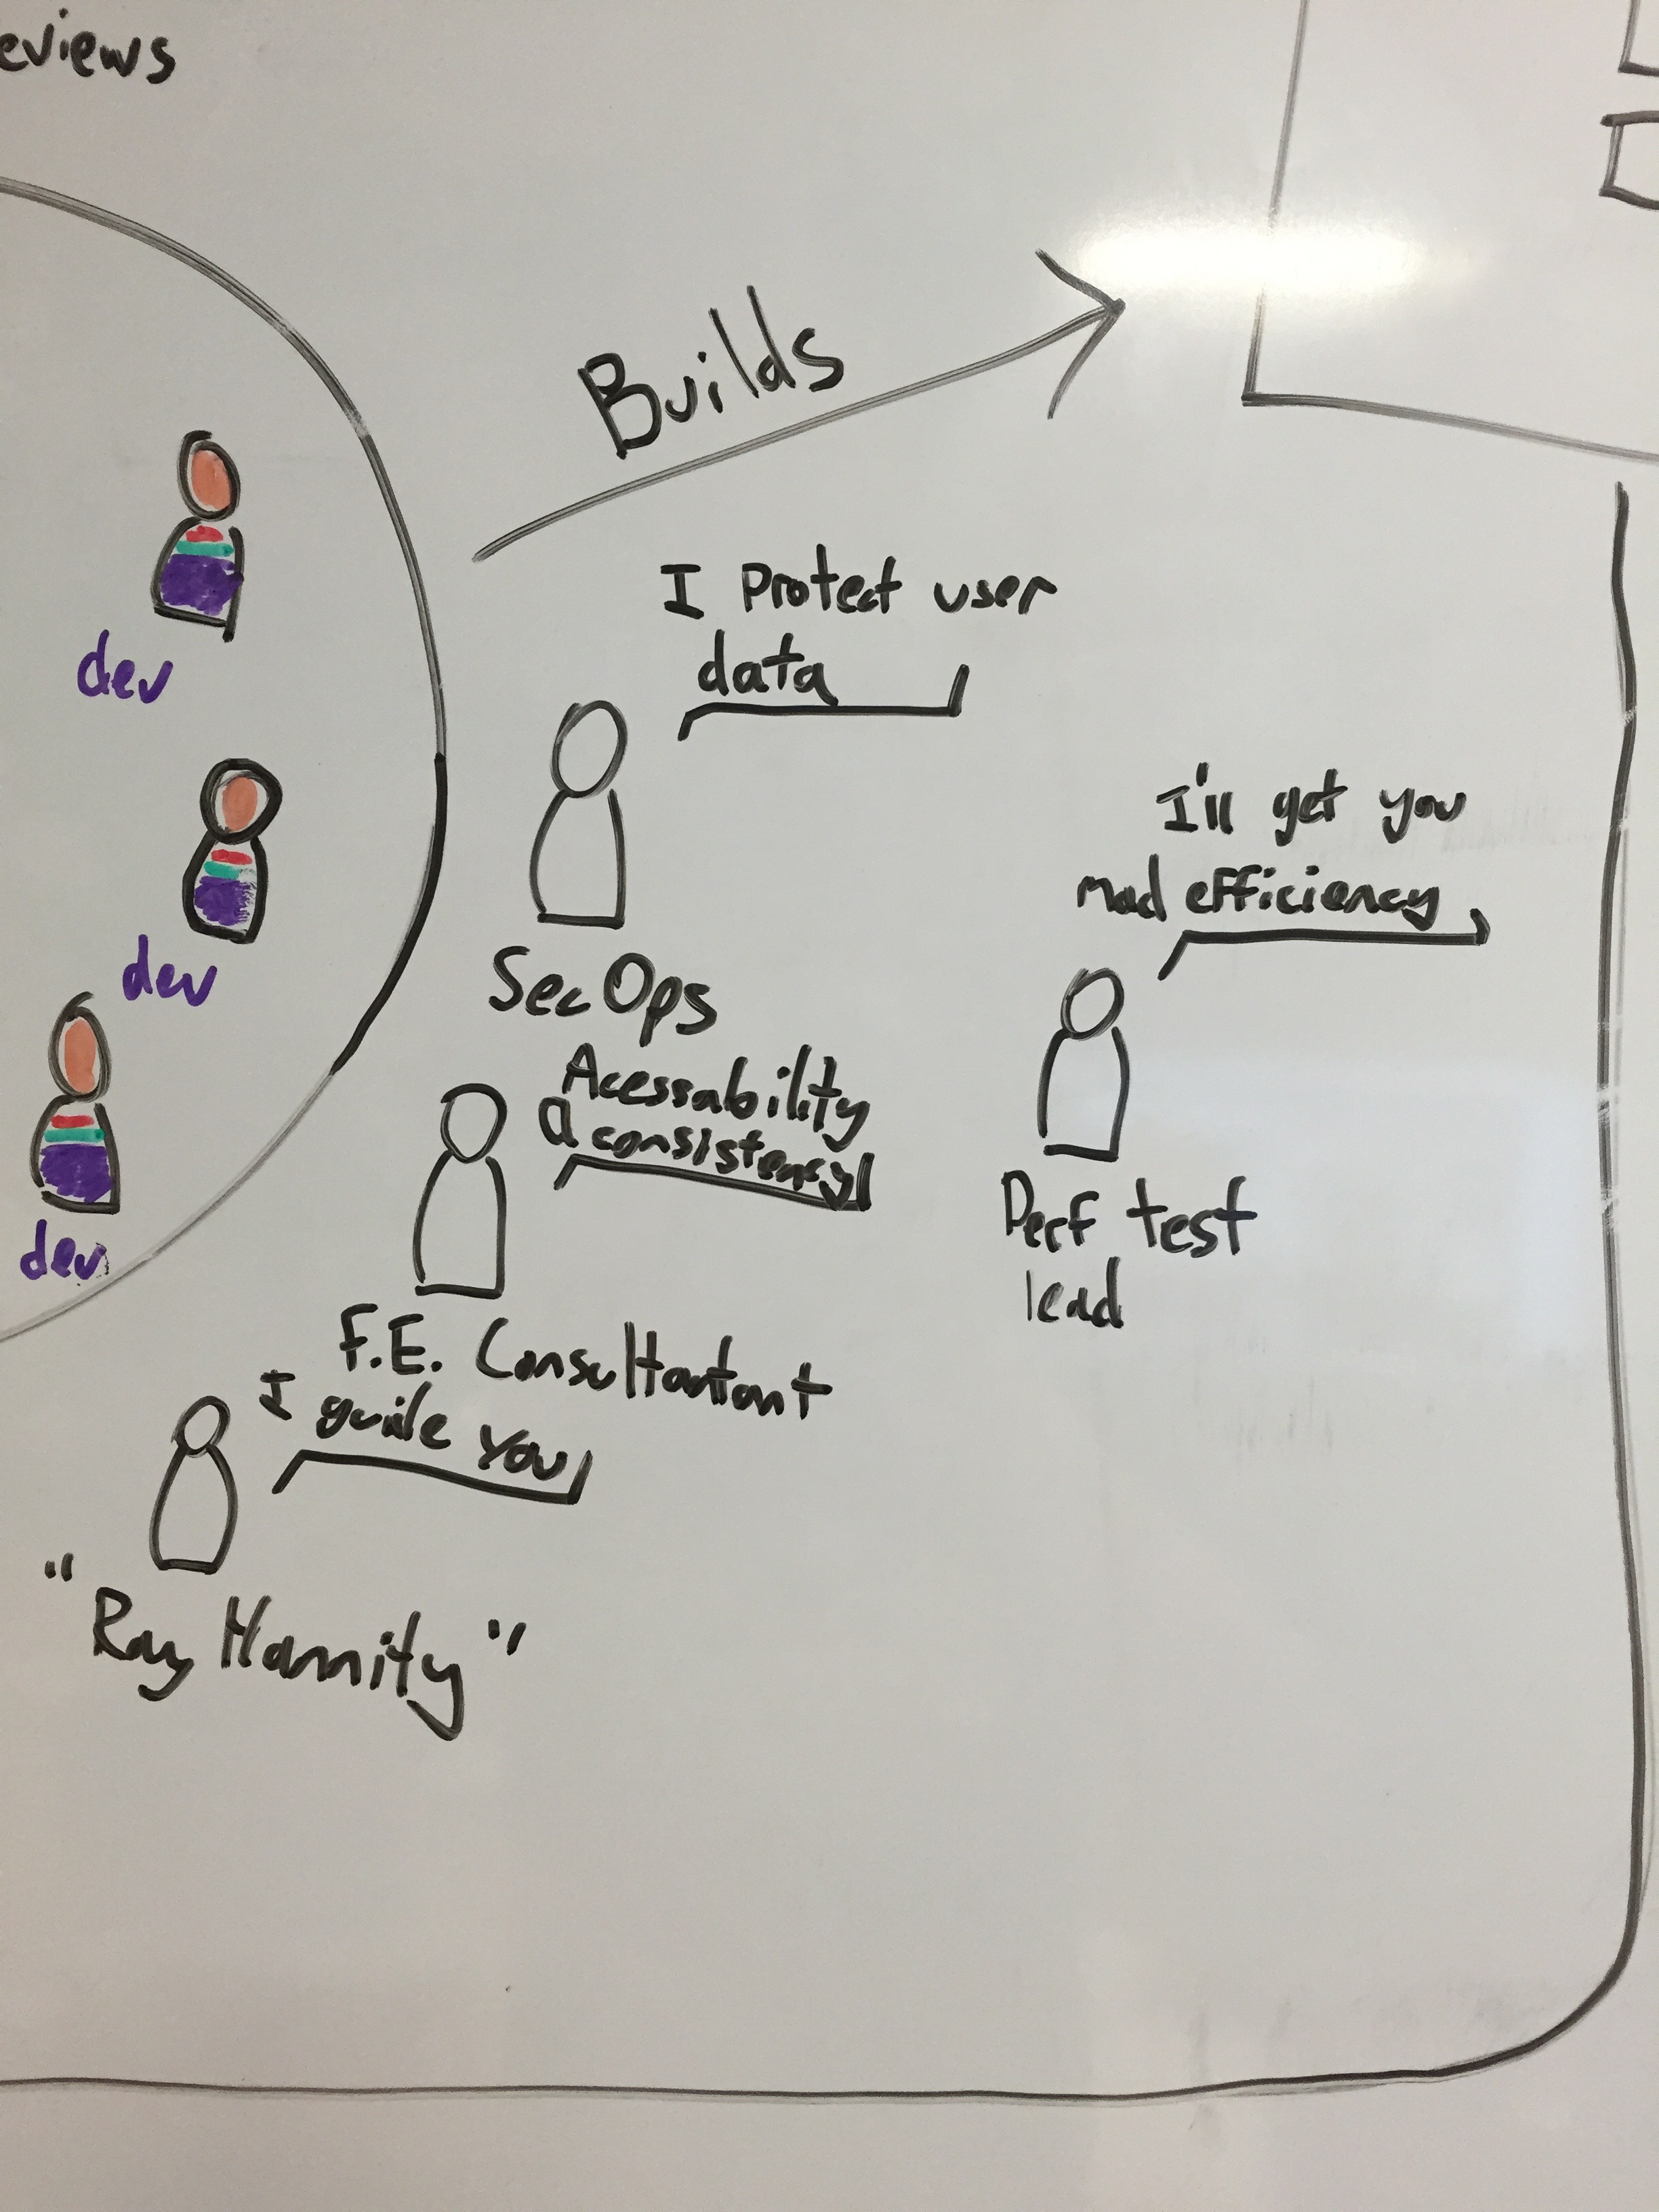 eviews
Builds
dev
I Protect user
data
dev
SecOps
I'll get you
mad efficiency
Perf test
lead
Acessability
a consistency
dev
F.E. Consultantant
I guide you
"Ray Hannity"